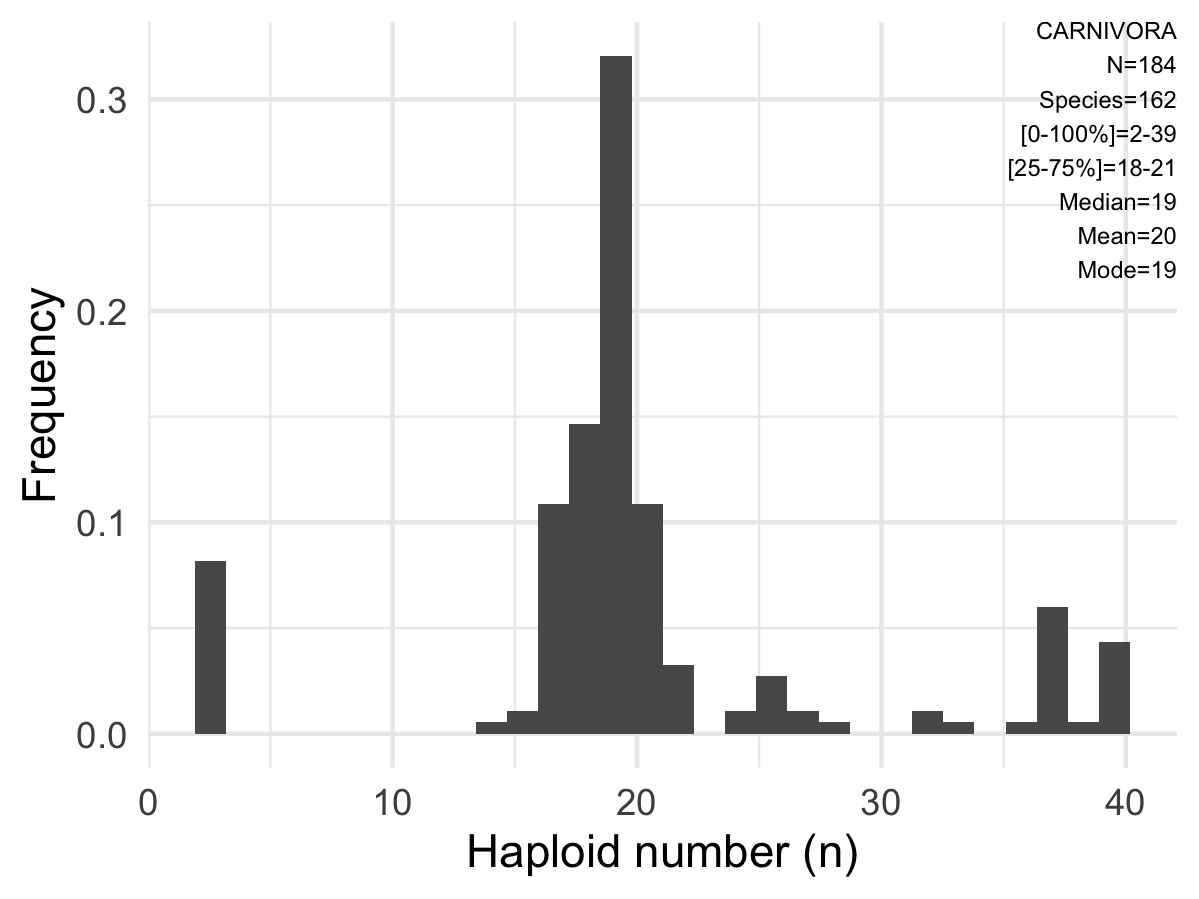 CARNIVORA
N=184
Species=162
[0-100%]=2-39
[25-75%]=18-21
Median=19
Mean=20
Mode=19
0.3
0.2
0.1
0.0
Frequency
0 10 20 30 40
Haploid number (n)